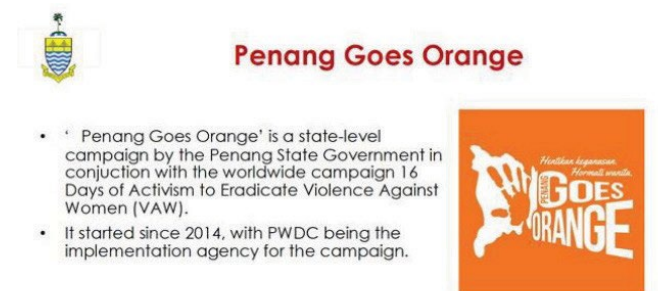 Penang Goes Orange
• ‘ Penang Goes Orange’ is a state-level
campaign by the Penang State Government in
conjuction with the worldwide campaign 16
Days of Activism to Eradicate Violence Against
Women (VAW).
• It started since 2014, with PWDC being the
implementation agency for the campaign.
Hentikan keganasan.
Hormati wanita.
PENANG
GOES
ORANGE